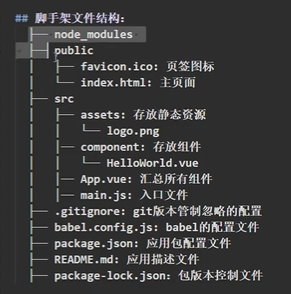 ## 脚手架文件结构:
├── node_modules
├── public
│   ├── favicon.ico: 页签图标
│   └── index.html: 主页面
├── src
│   ├── assets: 存放静态资源
│   │   └── logo.png
│   ├── component: 存放组件
│   │   └── HelloWorld.vue
│   ├── App.vue: 汇总所有组件
│   ├── main.js: 入口文件
├── .gitignore: git版本管制忽略的配置
├── babel.config.js: babel的配置文件
├── package.json: 应用包配置文件
├── README.md: 应用描述文件
├── package-lock.json: 包版本控制文件